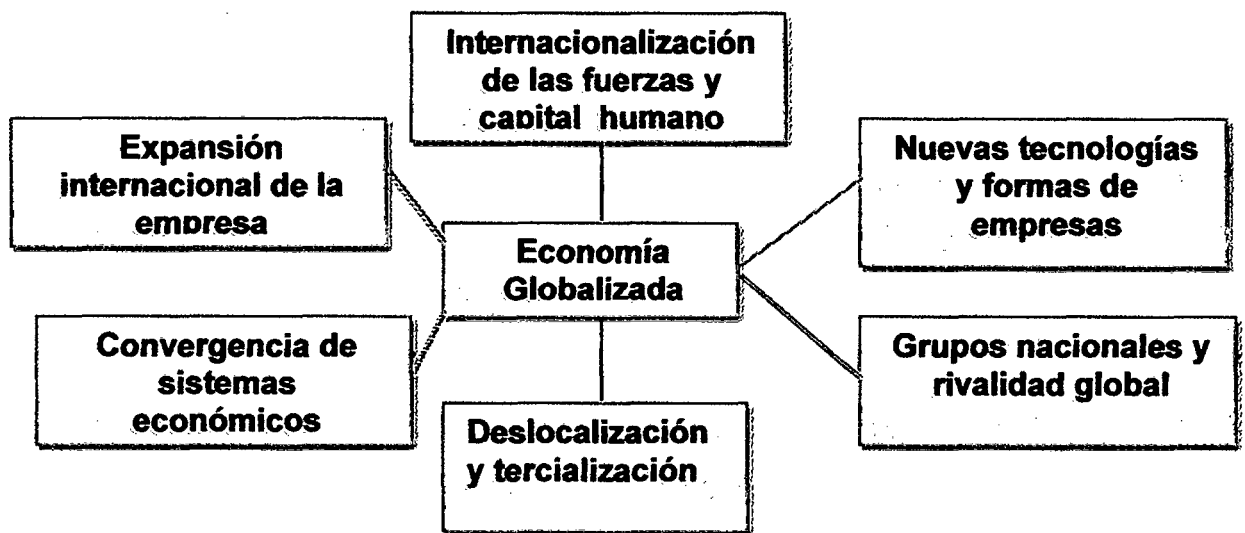 Internacionalización
de las fuerzas y
capital humano
Expansión
internacional de la
empresa
Nuevas tecnologías
y formas de
empresas
Economía
Globalizada
Convergencia de
sistemas
económicos
Grupos nacionales y
rivalidad global
Deslocalización
y tercialización